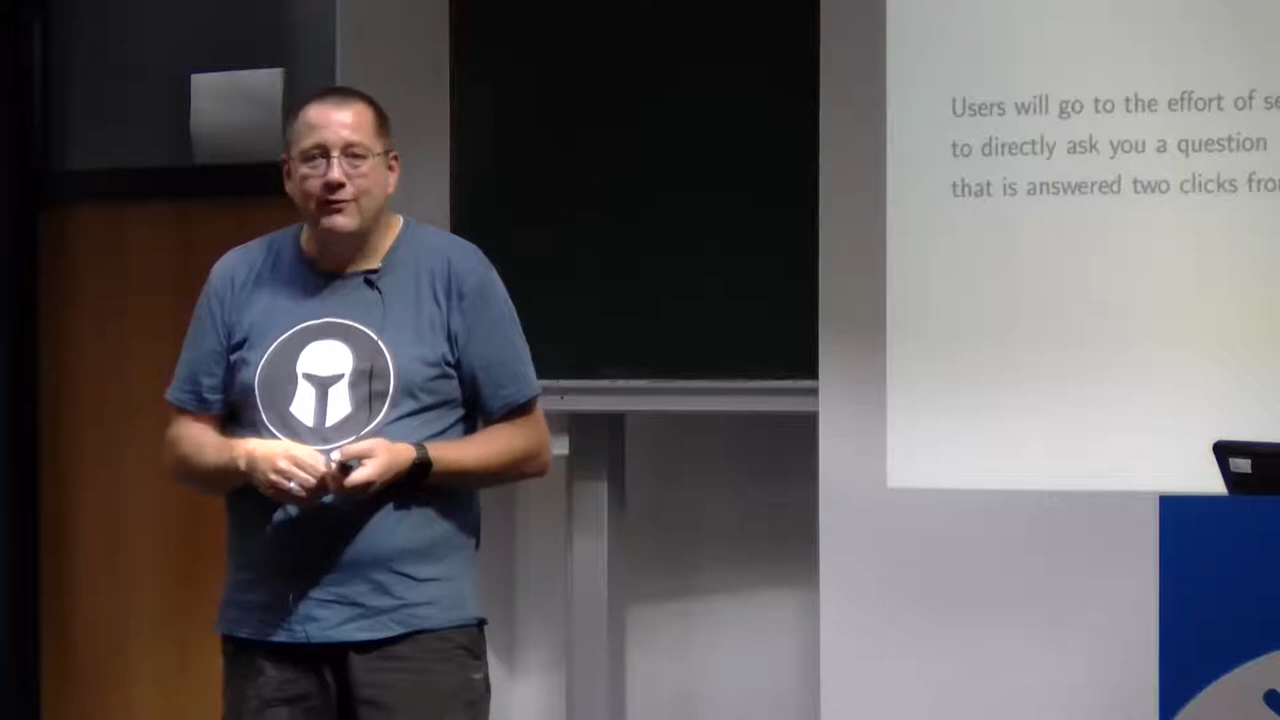 Users will go to the effort of
to directly ask you a question
that is answered two clicks